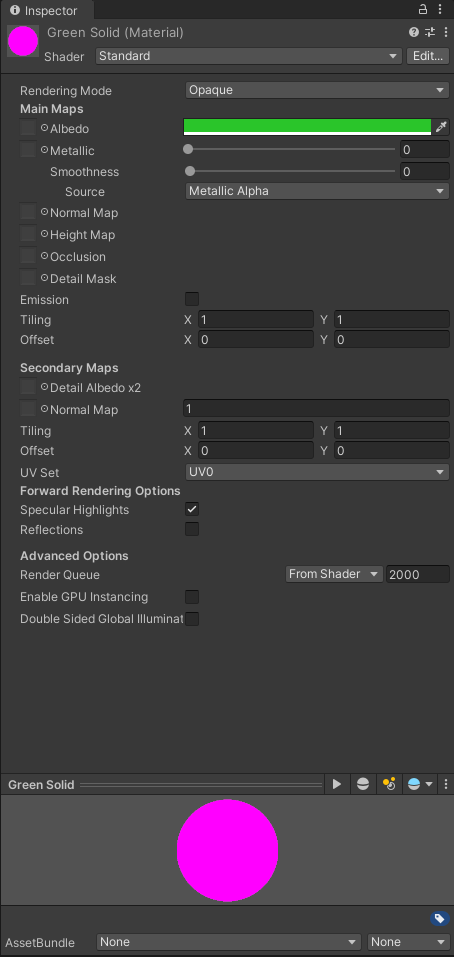 Inspector
Green Solid (Material)
Shader Standard Edit...
Rendering Mode Opaque
Main Maps
Albedo
Metallic 0
Smoothness 0
Source Metallic Alpha
Normal Map
Height Map
Occlusion
Detail Mask
Emission
Tiling X 1 Y 1
Offset X 0 Y 0
Secondary Maps
Detail Albedo x2
Normal Map 1
Tiling X 1 Y 1
Offset X 0 Y 0
UV Set UV0
Forward Rendering Options
Specular Highlights
Reflections
Advanced Options
Render Queue From Shader 2000
Enable GPU Instancing
Double Sided Global Illuminat
Green Solid
AssetBundle None None